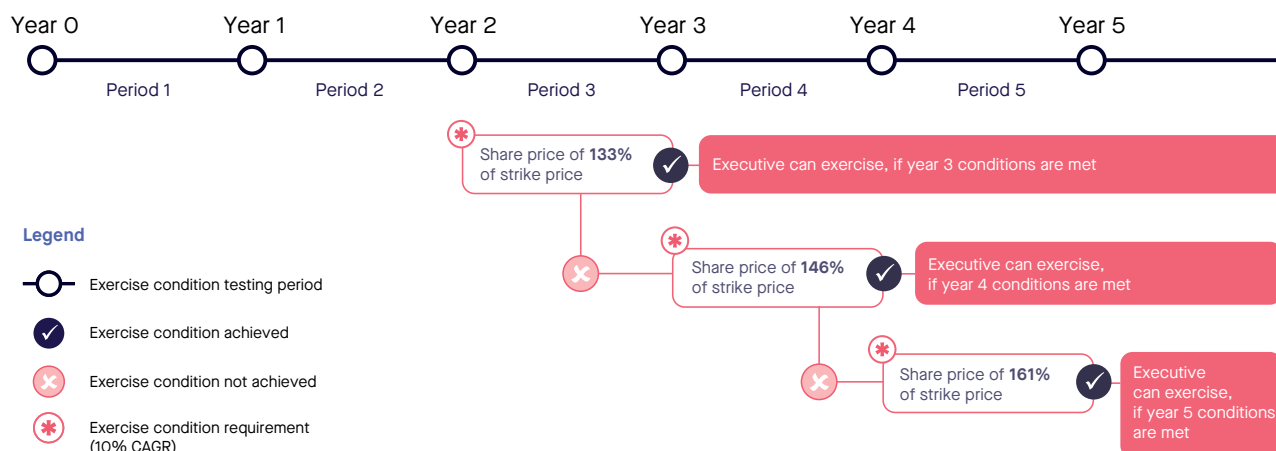 Year 0
Year 1
Year 2
Year 3
Year 4
Year 5
Period 1
Period 2
Period 3
Period 4
Period 5
Share price of 133%
of strike price
Executive can exercise, if year 3 conditions are met
Legend
Exercise condition testing period
Exercise condition achieved
Exercise condition not achieved
Exercise condition requirement
(10% CAGR)
Share price of 146%
of strike price
Executive can exercise,
if year 4 conditions are met
Share price of 161%
of strike price
Executive
can exercise,
if year 5 conditions
are met